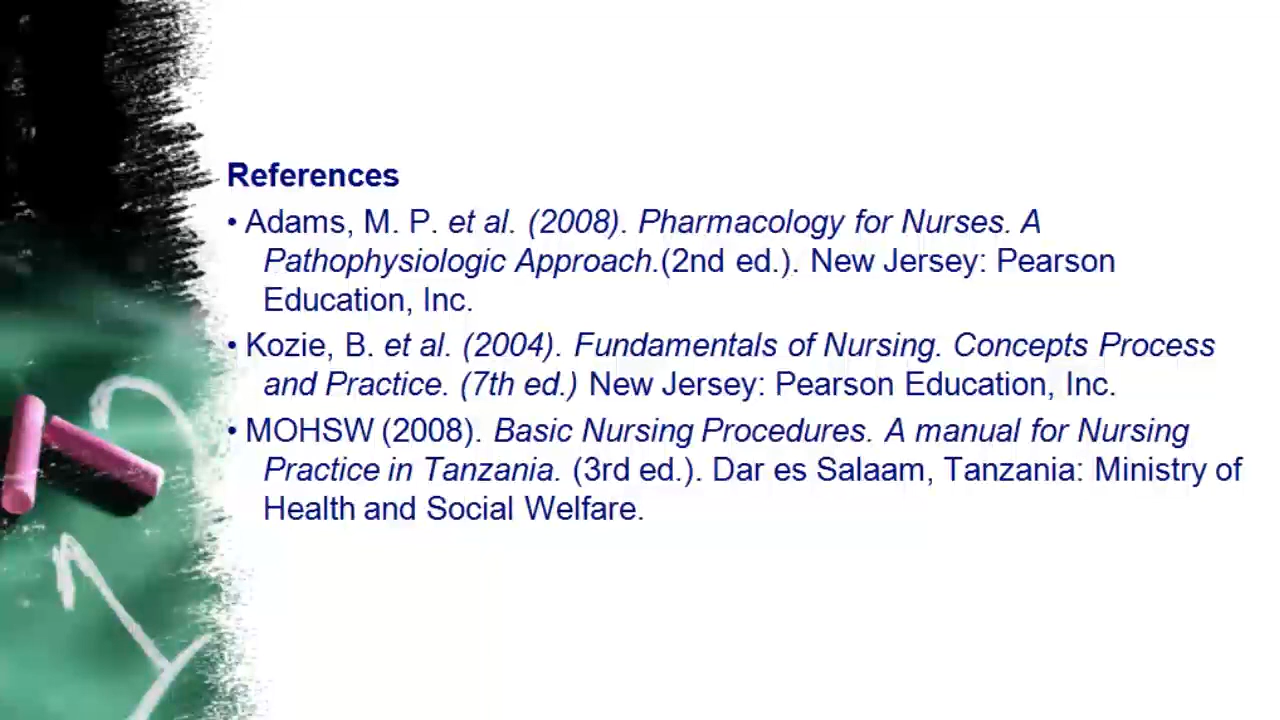 References
• Adams, M. P. et al. (2008). Pharmacology for Nurses. A
Pathophysiologic Approach.(2nd ed.). New Jersey: Pearson
Education, Inc.
• Kozie, B. et al. (2004). Fundamentals of Nursing. Concepts Process
and Practice. (7th ed.) New Jersey: Pearson Education, Inc.
• MOHSW (2008). Basic Nursing Procedures. A manual for Nursing
Practice in Tanzania. (3rd ed.). Dar es Salaam, Tanzania: Ministry of
Health and Social Welfare.